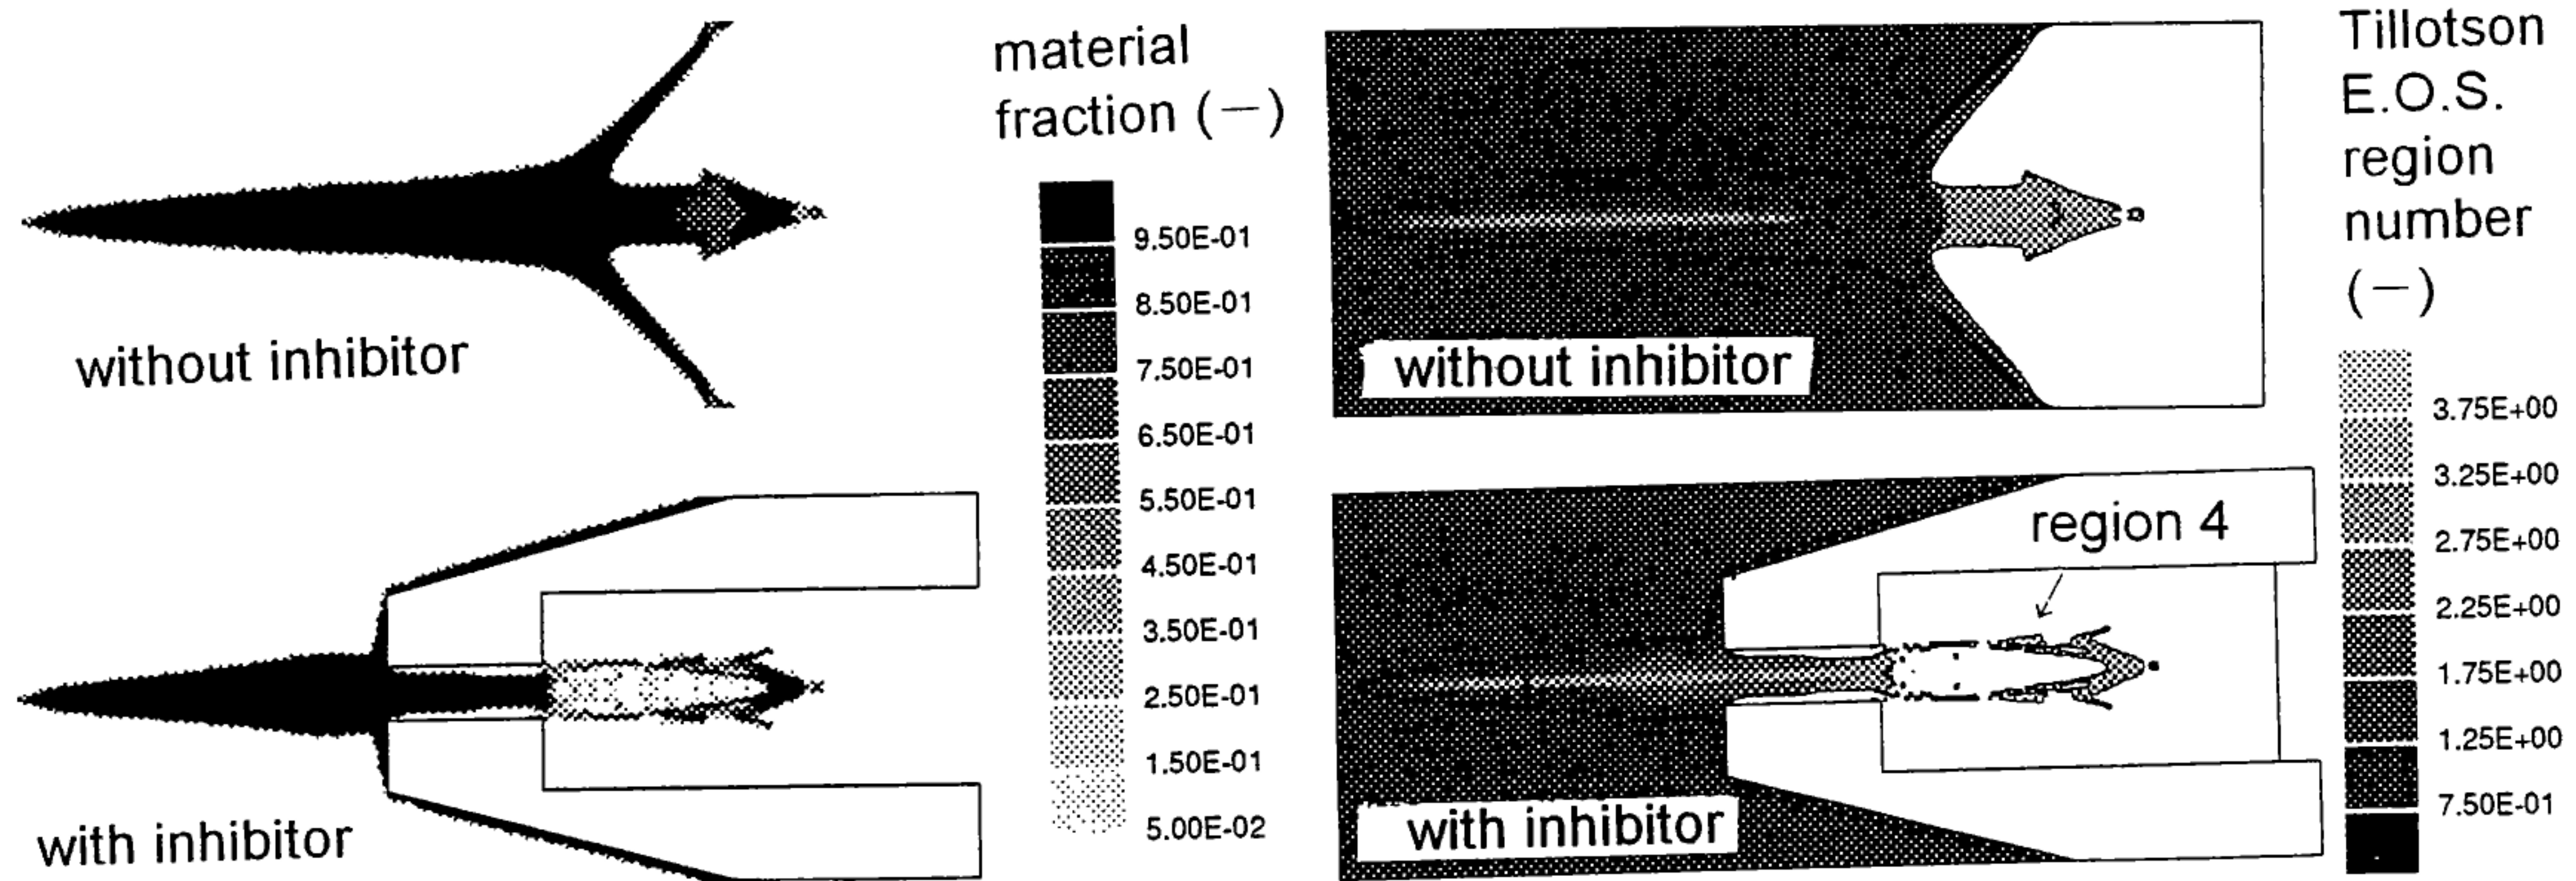 material
fraction (—)
9.50E-01
8.50E-01
7.50E-01
6.50E-01
5.50E-01
4.50E-01
3.50E-01
2.50E-01
1.50E-01
5.00E-02
without inhibitor
with inhibitor
without inhibitor
region 4
with inhibitor
Tillotson
E.O.S.
region
number
(—)
3.75E+00
3.25E+00
2.75E+00
2.25E+00
1.75E+00
1.25E+00
7.50E-01